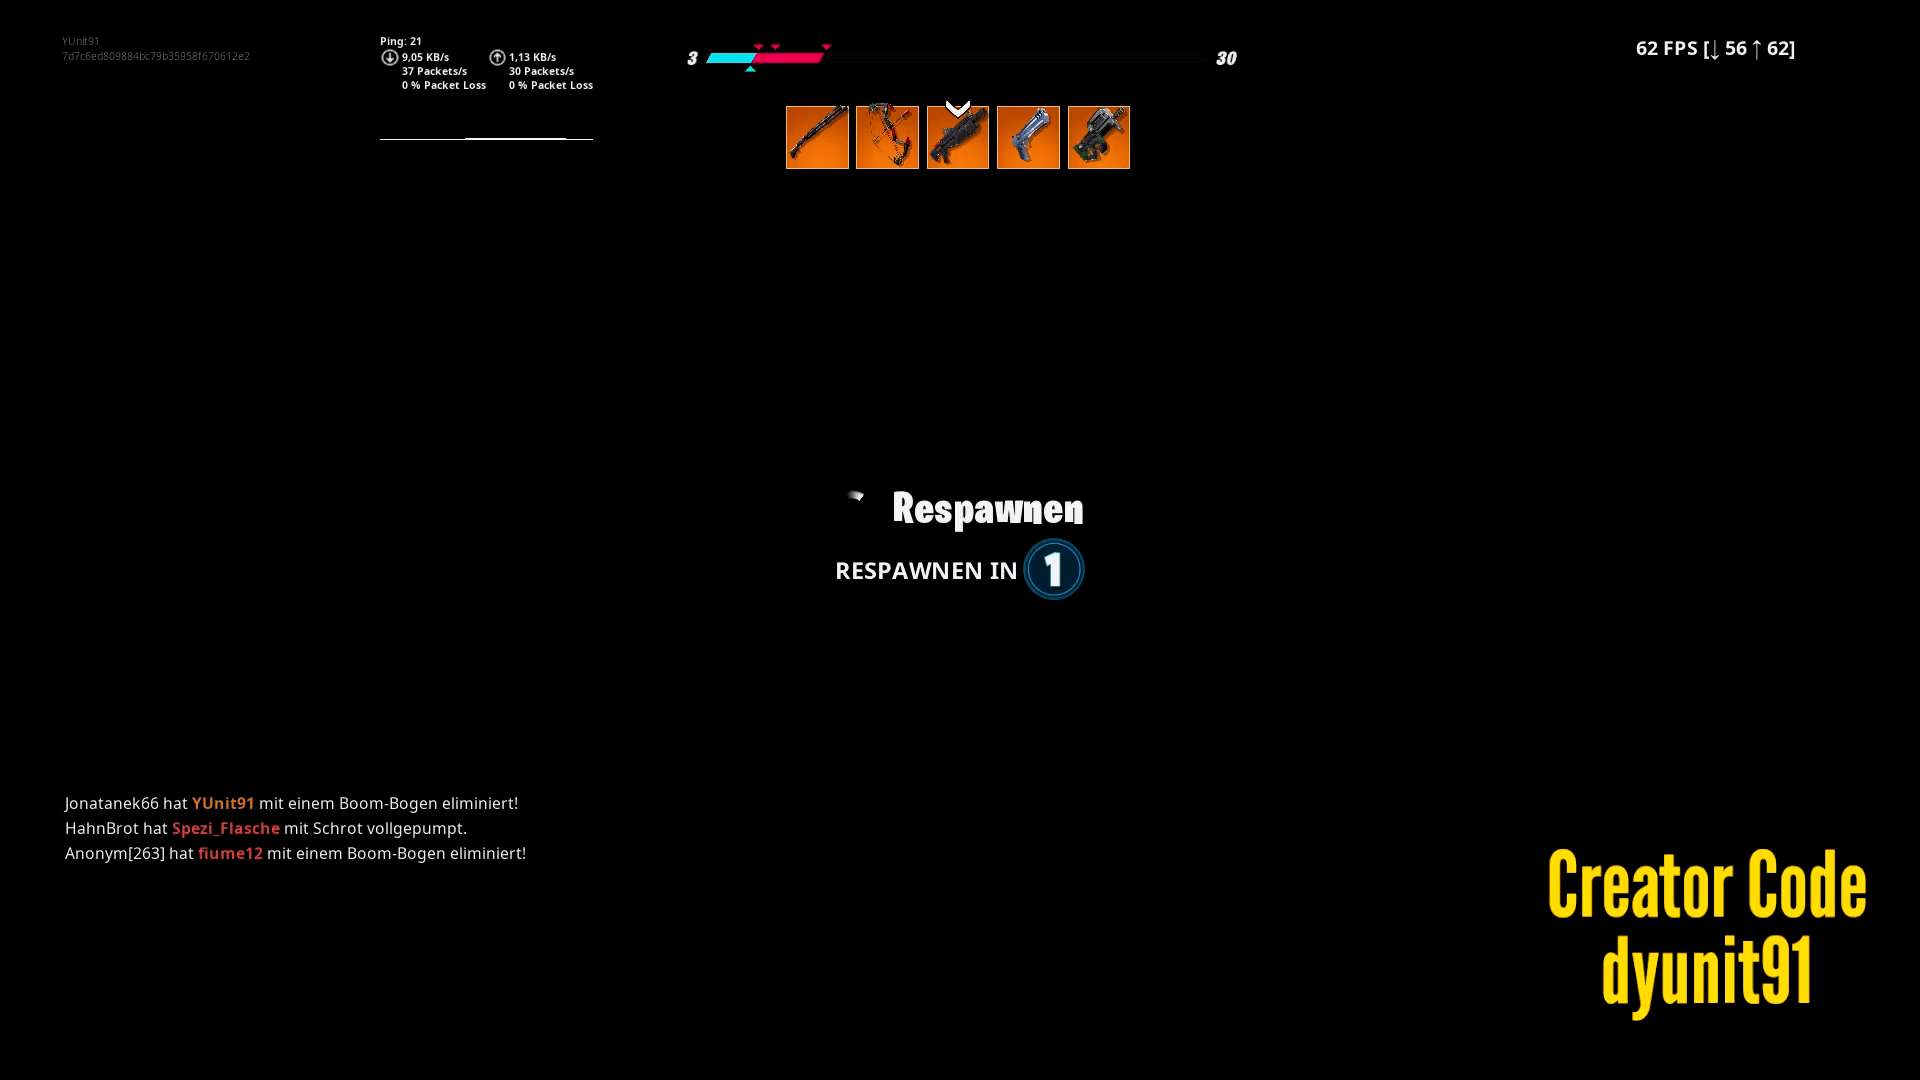 YUnit91
7d7c6ed809884bc79b35958f670612e2
Ping: 21
9,05 KB/s
37 Packets/s
0 % Packet Loss
1,13 KB/s
30 Packets/s
0 % Packet Loss
3
30
62 FPS [↓ 56 ↑ 62]
Respawnen
RESPAWNEN IN 1
Jonatanek66 hat YUnit91 mit einem Boom-Bogen eliminiert!
HahnBrot hat Spezi_Flasche mit Schrot vollgepumpt.
Anonym[263] hat fiume12 mit einem Boom-Bogen eliminiert!
Creator Code
dyunit91